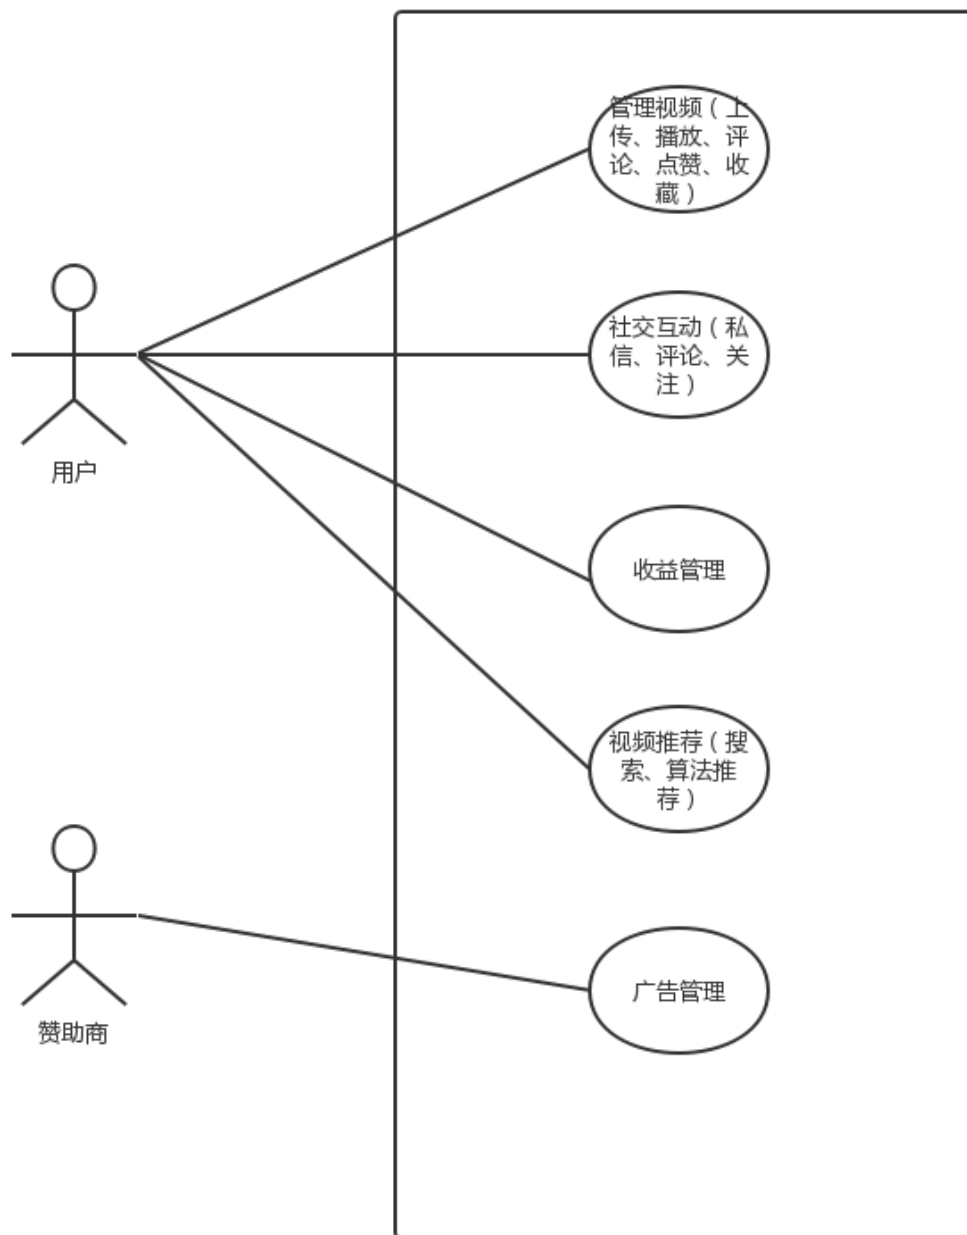 管理视频（上
传、播放、评
论、点赞、收
藏）
社交互动（私
信、评论、关
注）
用户
收益管理
视频推荐（搜
索、算法推
荐）
广告管理
赞助商